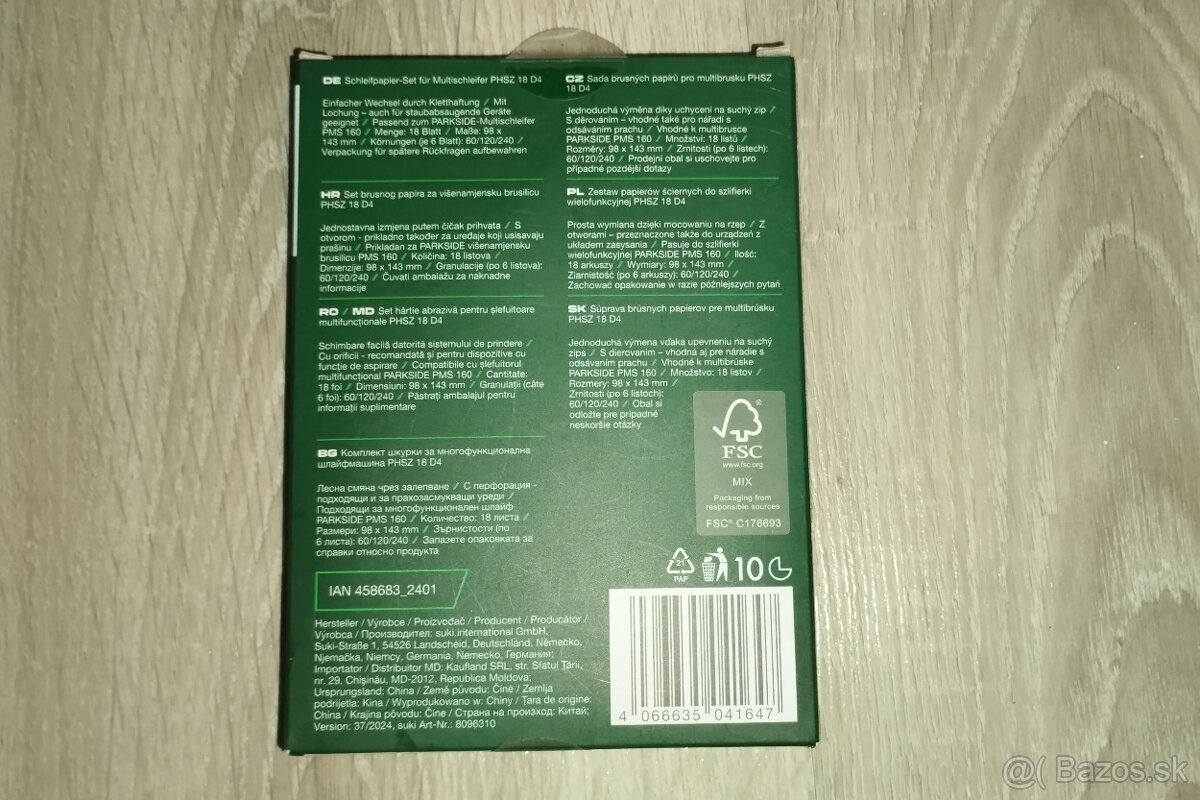 DE Schleifpapier-Set für Multischleifer PHSZ 18 D4
Einfacher Wechsel durch Kletthaftung / Mit
Lochung – auch für staubabsaugende Geräte
geeignet / Passend zum PARKSIDE-Multischleifer
PMS 160 / Menge: 18 Blatt / Maße: 98 x
143 mm / Körnungen (je 6 Blatt): 60/120/240 /
Verpackung für spätere Rückfragen aufbewahren
HR Set brusnog papira za višenamjensku brusilicu
PHSZ 18 D4
Jednostavna izmjena putem čičak prihvata / S
otvorom - prikladno također za uređaje koji usisavaju
prašinu / Prikladan za PARKSIDE višenamjensku
brusilicu PMS 160 / Količina: 18 listova /
Dimenzije: 98 x 143 mm / Granulacije (po 6 listova):
60/120/240 / Čuvati ambalažu za naknadne
informacije
RO / MD Set hârtie abrazivă pentru şlefuitoare
multifuncţionale PHSZ 18 D4
Schimbare facilă datorită sistemului de prindere /
Cu orificii - recomandată şi pentru dispozitive cu
funcţie de aspirare / Compatibile cu şlefuitorul
multifuncţional PARKSIDE PMS 160 / Cantitate:
18 foi / Dimensiuni: 98 x 143 mm / Granulaţii (câte
6 foi): 60/120/240 / Păstraţi ambalajul pentru
informaţii suplimentare
BG Комплект шкурки за многофункционална
шлайфмашина PHSZ 18 D4
Лесна смяна чрез залепване / С перфорация -
подходящи и за прахозасмукващи уреди /
Подходящи за многофункционален шлайф
PARKSIDE PMS 160 / Количество: 18 листа /
Размери: 98 x 143 mm / Зърнистости (по
6 листа): 60/120/240 / Запазете опаковката за
справки относно продукта
CZ Sada brusných papírů pro multibrusku PHSZ
18 D4
Jednoduchá výměna díky uchycení na suchý zip /
S děrováním – vhodné také pro nářadí s
odsáváním prachu / Vhodné k multibrusce
PARKSIDE PMS 160 / Množství: 18 listů /
Rozměry: 98 x 143 mm / Zrnitosti (po 6 listech):
60/120/240 / Prodejní obal si uschovejte pro
případné pozdější dotazy
PL Zestaw papierów ściernych do szlifierki
wielofunkcyjnej PHSZ 18 D4
Prosta wymiana dzięki mocowaniu na rzep / Z
otworami – przeznaczone także do urządzeń z
układem zasysania / Pasuje do szlifierki
wielofunkcyjnej PARKSIDE PMS 160 / Ilość:
18 arkuszy / Wymiary: 98 x 143 mm /
Ziarnistość (po 6 arkuszy): 60/120/240 /
Zachować opakowanie w razie późniejszych pytań
SK Súprava brúsnych papierov pre multibrúsku
PHSZ 18 D4
Jednoduchá výmena vďaka upevneniu na suchý
zips / S dierovaním – vhodná aj pre náradie s
odsávaním prachu / Vhodné k multibrúske
PARKSIDE PMS 160 / Množstvo: 18 listov /
Rozmery: 98 x 143 mm /
Zrnitosti (po 6 listoch):
60/120/240 / Obal si
odložte pre prípadné
neskoršie otázky
FSC
www.fsc.org
MIX
Packaging from
responsible sources
FSC® C176693
21
PAP
10
IAN 458683_2401
Hersteller / Výrobce / Proizvođač / Producent / Producător /
Výrobca / Производител: suki.international GmbH,
Suki-Straße 1, 54526 Landscheid, Deutschland, Německo,
Njemačka, Niemcy, Germania, Nemecko, Германия;
Importator / Distribuitor MD: Kaufland SRL, str. Sfatul Țării,
nr. 29, Chişinău, MD-2012, Republica Moldova;
Ursprungsland: China / Země původu: Číně / Zemlja
podrijetla: Kina / Wyprodukowano w: Chiny / Țara de origine:
China / Krajina pôvodu: Číne / Страна на произход: Китай;
Version: 37/2024, suki Art-Nr.: 8096310
4 066635 041647
@( Bazos.sk